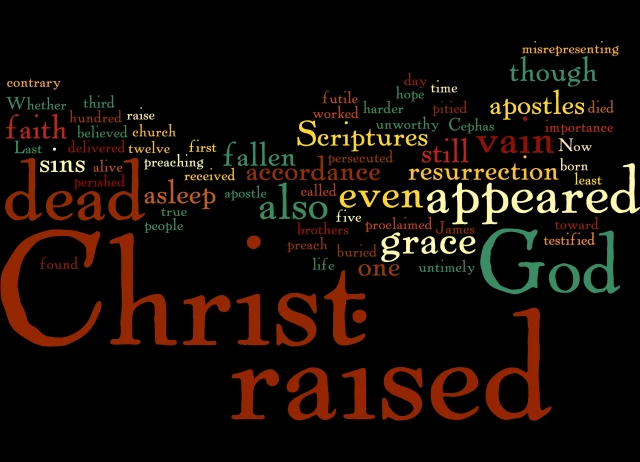 misrepresenting
contrary day time though
Whether third futile hope
hundred raise worked harder pitied apostles died
faith believed church Scriptures unworthy Cephas importance
Last delivered twelve first still vain Now
sins alive preaching fallen persecuted resurrection born
perished received accordance least
dead asleep apostle called even appeared
true also five
people brothers proclaimed James toward
preach buried grace testified
found life one untimely God
Christ
raised